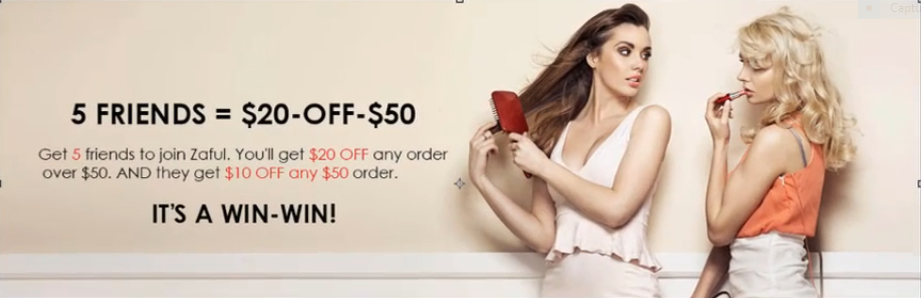 5 FRIENDS = $20-OFF-$50
Get 5 friends to join Zaful. You'll get $20 OFF any order
over $50. AND they get $10 OFF any $50 order.
IT'S A WIN-WIN!